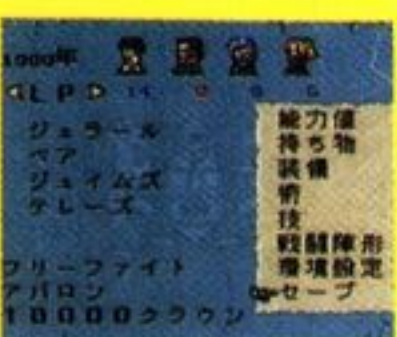 1000年
LP
ジェラール
ベア
ジェイムズ
テレーズ
フリーファイト
アバロン
10000クラウン
能力値
持ち物
装備
術
技
戦闘陣形
環境設定
セーブ